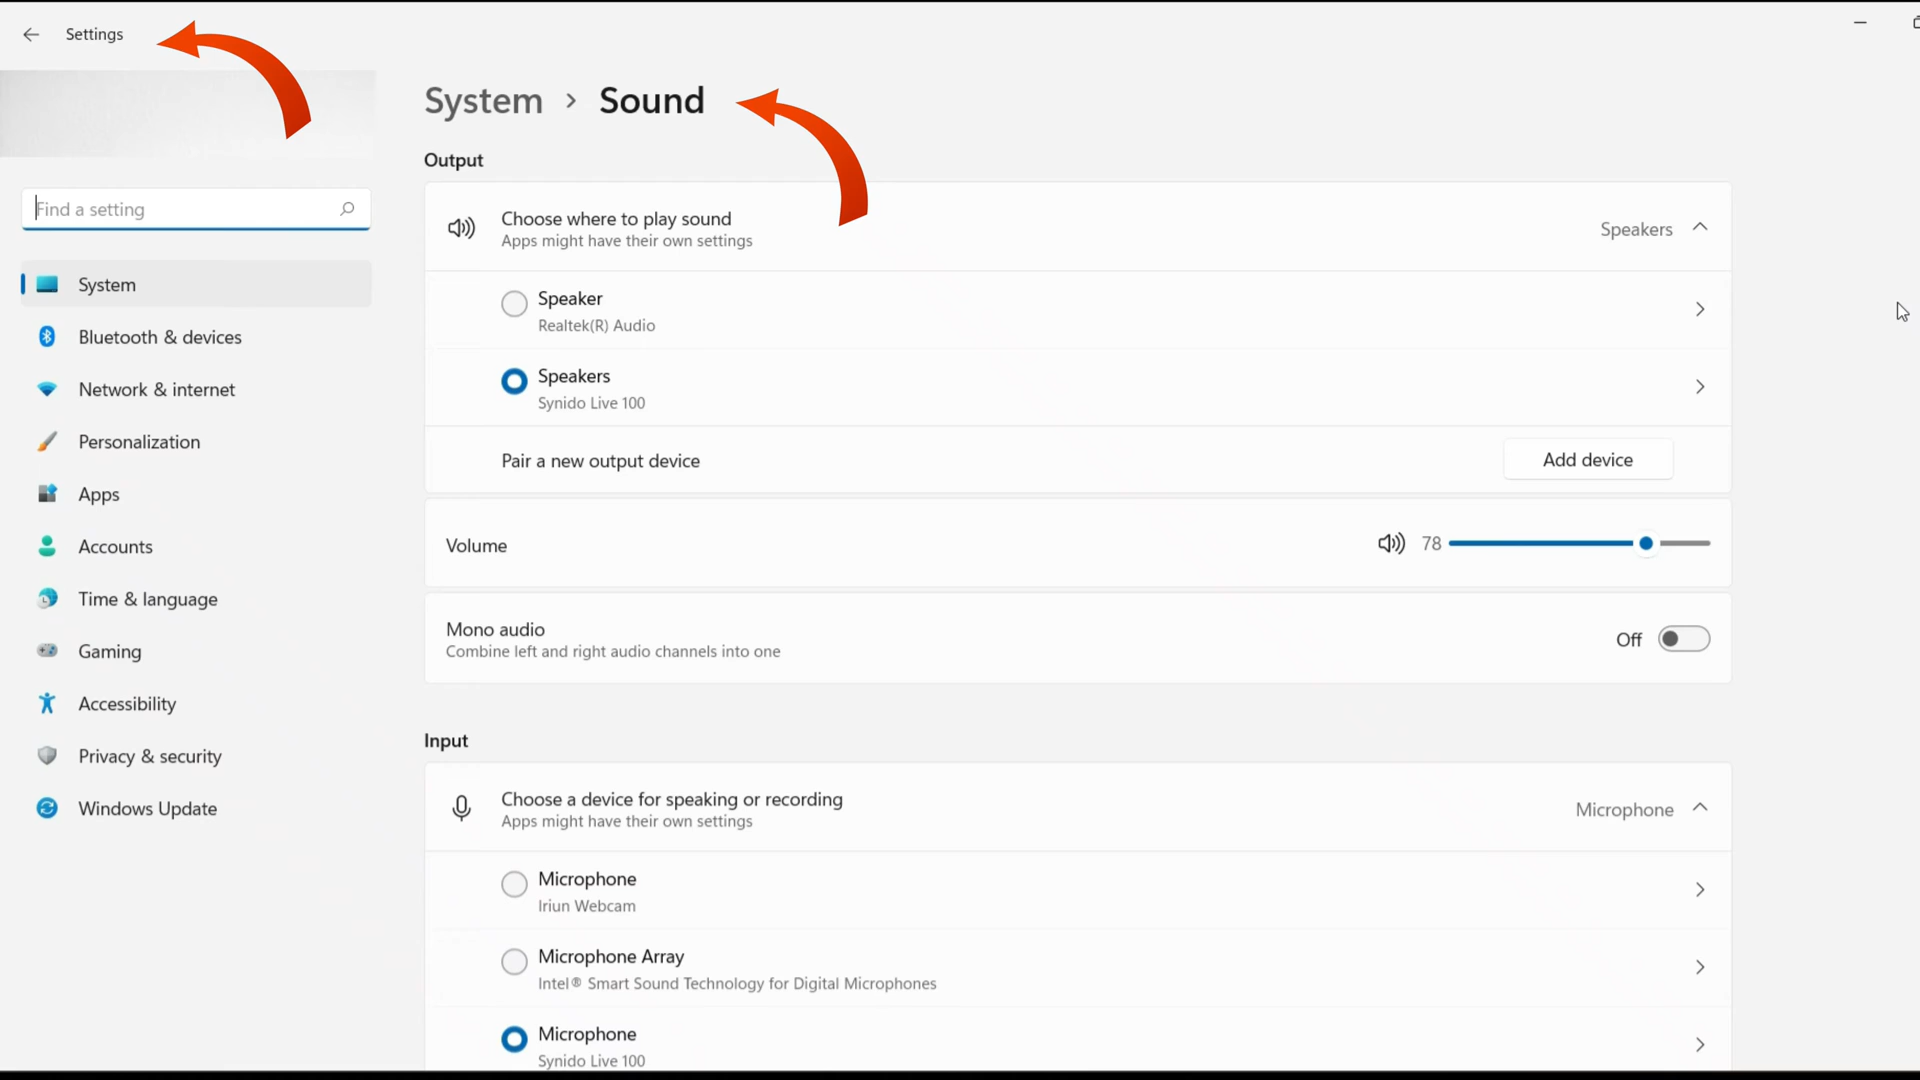 Settings
System > Sound
Find a setting
System
Bluetooth & devices
Network & internet
Personalization
Apps
Accounts
Time & language
Gaming
Accessibility
Privacy & security
Windows Update
Output
Choose where to play sound
Apps might have their own settings
Speakers
Speaker
Realtek(R) Audio
Speakers
Synido Live 100
Pair a new output device
Add device
Volume
78
Mono audio
Combine left and right audio channels into one
Off
Input
Choose a device for speaking or recording
Apps might have their own settings
Microphone
Microphone
Iriun Webcam
Microphone Array
Intel® Smart Sound Technology for Digital Microphones
Microphone
Synido Live 100